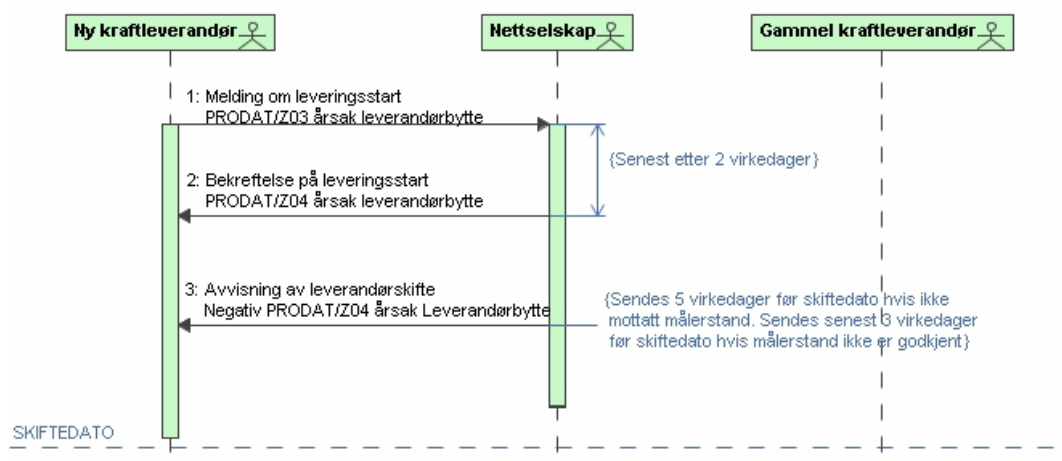 Ny kraftleverandør
Nettselskap
Gammel kraftleverandør
1: Melding om leveringsstart
PRODAT/Z03 årsak leverandørbytte
{Senest etter 2 virkedager}
2: Bekreftelse på leveringsstart
PRODAT/Z04 årsak leverandørbytte
3: Avvisning av leverandørskifte
Negativ PRODAT/Z04 årsak Leverandørbytte
{Sendes 5 virkedager før skiftedato hvis ikke
mottatt målerstand. Sendes senest 3 virkedager
før skiftedato hvis målerstand ikke er godkjent}
SKIFTEDATO